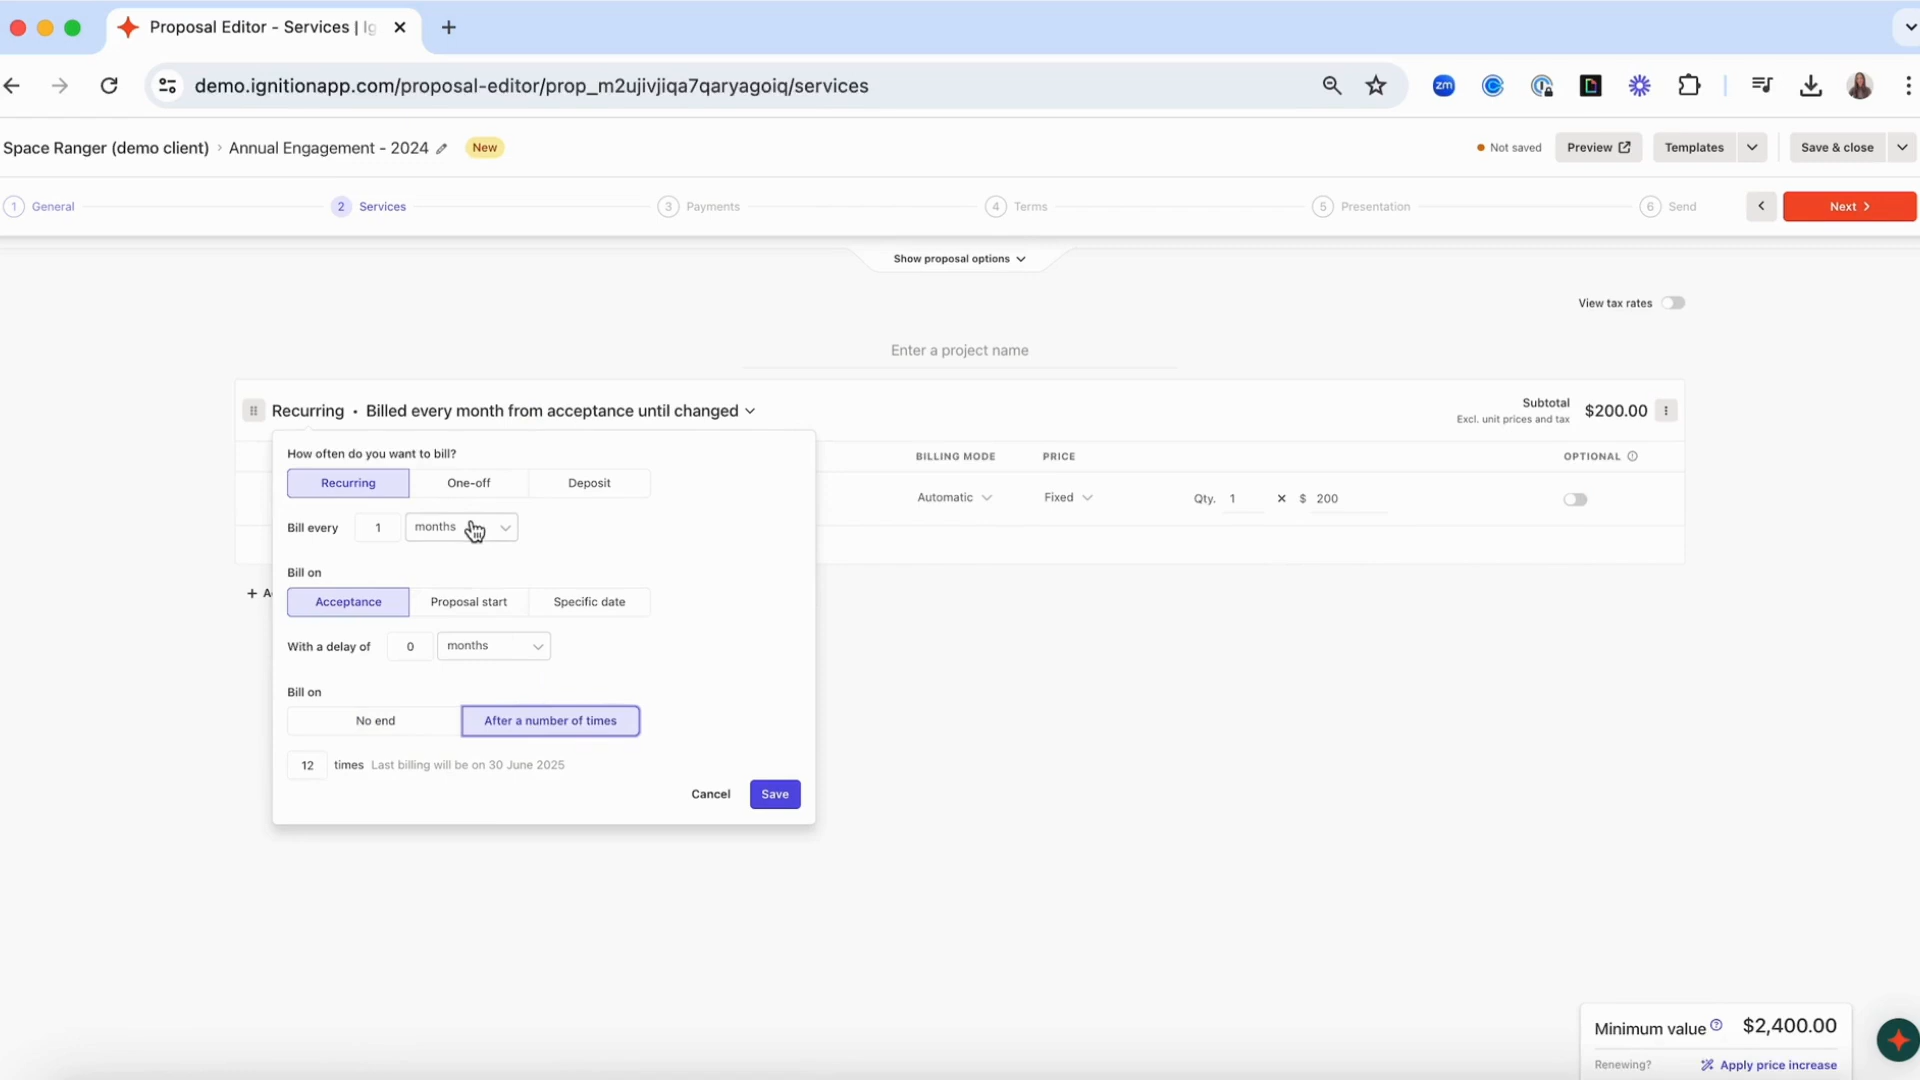 Proposal Editor - Services | Ig
demo.ignitionapp.com/proposal-editor/prop_m2ujivjiqa7qaryagoiq/services
zm
Space Ranger (demo client) › Annual Engagement - 2024 New
Not saved Preview Templates Save & close
1 General 2 Services 3 Payments 4 Terms 5 Presentation 6 Send Next
Show proposal options
View tax rates
Enter a project name
Recurring • Billed every month from acceptance until changed
Subtotal $200.00
Excl. unit prices and tax
How often do you want to bill?
BILLING MODE PRICE OPTIONAL
Recurring One-off Deposit
Automatic Fixed Qty. 1 × $ 200
Bill every 1 months
Bill on
+ A
Acceptance Proposal start Specific date
With a delay of 0 months
Bill on
No end After a number of times
12 times Last billing will be on 30 June 2025
Cancel Save
Minimum value $2,400.00
Renewing? Apply price increase